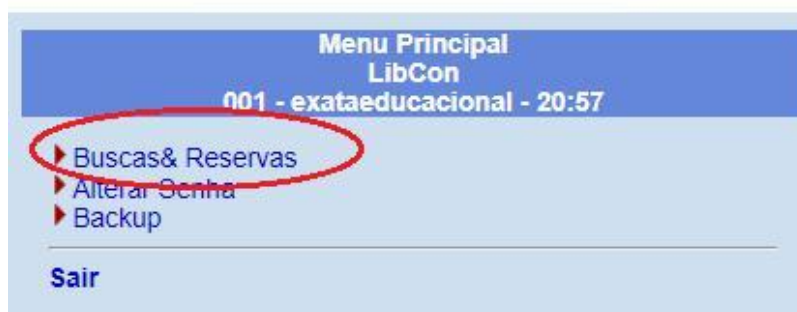 Menu Principal
LibCon
001 - exataeducacional - 20:57
Buscas& Reservas
Alterar Senha
Backup
Sair